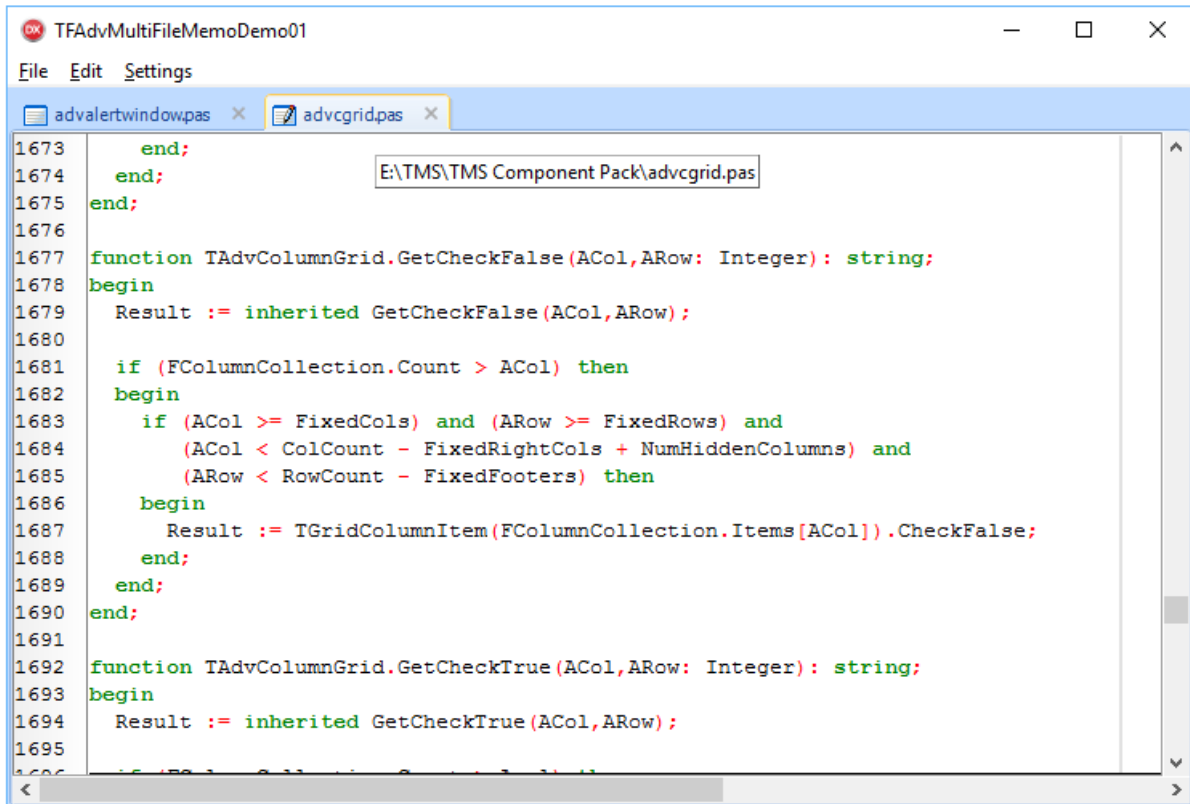 DX TFAdvMultiFileMemoDemo01
File Edit Settings
advalertwindow.pas advcgrid.pas
1673 end;
1674 end;
E:\TMS\TMS Component Pack\advcgrid.pas
1675 end;
1676
1677 function TAdvColumnGrid.GetCheckFalse(ACol,ARow: Integer): string;
1678 begin
1679 Result := inherited GetCheckFalse(ACol,ARow);
1680
1681 if (FColumnCollection.Count > ACol) then
1682 begin
1683 if (ACol >= FixedCols) and (ARow >= FixedRows) and
1684 (ACol < ColCount - FixedRightCols + NumHiddenColumns) and
1685 (ARow < RowCount - FixedFooters) then
1686 begin
1687 Result := TGridColumnItem(FColumnCollection.Items[ACol]).CheckFalse;
1688 end;
1689 end;
1690 end;
1691
1692 function TAdvColumnGrid.GetCheckTrue(ACol,ARow: Integer): string;
1693 begin
1694 Result := inherited GetCheckTrue(ACol,ARow);
1695